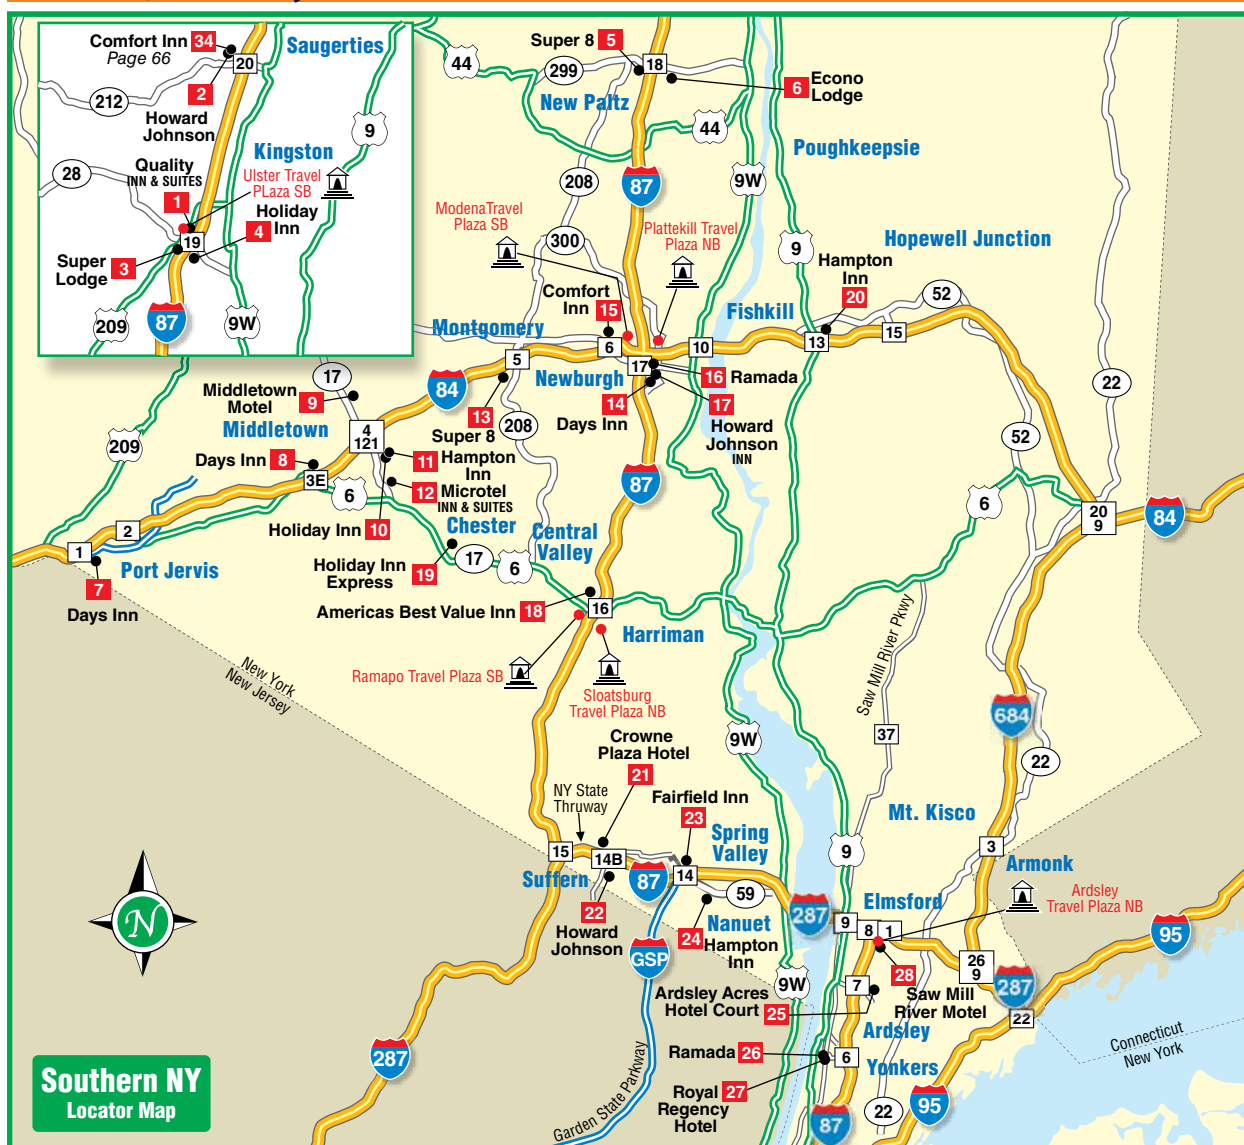 Comfort Inn 34
Page 66
Saugerties
20
212
2
Howard
Johnson
9
Kingston
Quality
INN & SUITES
28
Ulster Travel
PLaza SB
1
Holiday
Inn
4
19
Super
Lodge
3
209
87
9W
Super 8 5
44
299
18
6 Econo
Lodge
New Paltz
44
Poughkeepsie
208
87
9W
ModenaTravel
Plaza SB
300
Plattekill Travel
Plaza NB
9
Hopewell Junction
Hampton
Inn
20
Comfort
Inn
15
Fishkill
52
Montgomery
6
10
13
15
5
17
Newburgh
16 Ramada
17
84
22
Middletown
Motel
9
14
Days Inn
17
Howard
Johnson
INN
13
Super 8
208
Middletown
4
121
209
52
Days Inn 8
11 Hampton
Inn
3E
6
12 Microtel
INN & SUITES
87
6
Holiday Inn 10
Chester
Central
Valley
20
9
84
2
1
Port Jervis
7
Days Inn
Holiday Inn
Express
19
17
6
Americas Best Value Inn 18
16
Harriman
Saw Mill River Pkwy
New York
New Jersey
Ramapo Travel Plaza SB
Sloatsburg
Travel Plaza NB
684
37
9W
22
Crowne
Plaza Hotel
21
NY State
Thruway
Fairfield Inn
23
Spring
Valley
Mt. Kisco
3
15
14B
9
Armonk
Suffern
87
14
59
Ardsley
Travel Plaza NB
22
Howard
Johnson
Nanuet
24 Hampton
Inn
287
Elmsford
9
8
1
95
GSP
26
9
28
Saw Mill
River Motel
287
9W
7
Ardsley Acres
Hotel Court 25
22
Ardsley
Connecticut
New York
Ramada 26
6
Yonkers
287
Royal
Regency
Hotel
27
Garden State Parkway
87
22
95
N
Southern NY
Locator Map